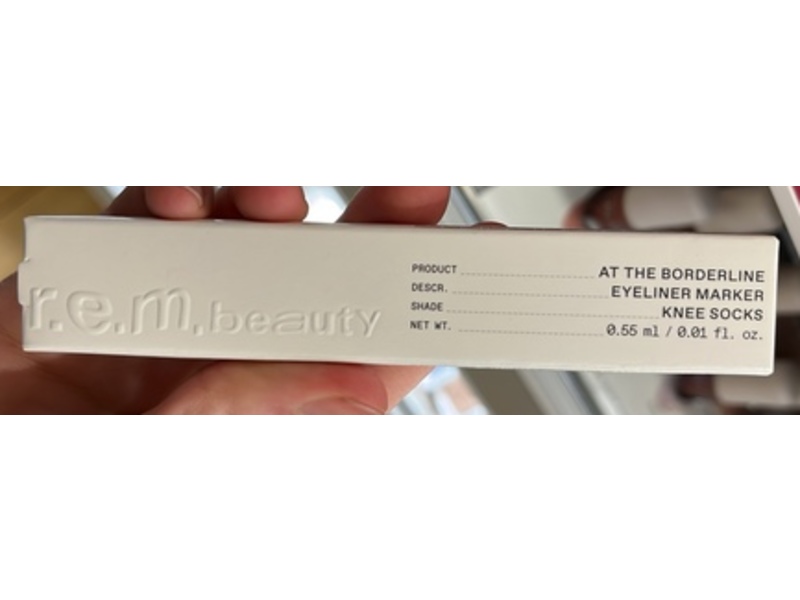 r.e.m.beauty
PRODUCT AT THE BORDERLINE
DESCR. EYELINER MARKER
SHADE KNEE SOCKS
NET WT. 0.55 ml / 0.01 fl. oz.